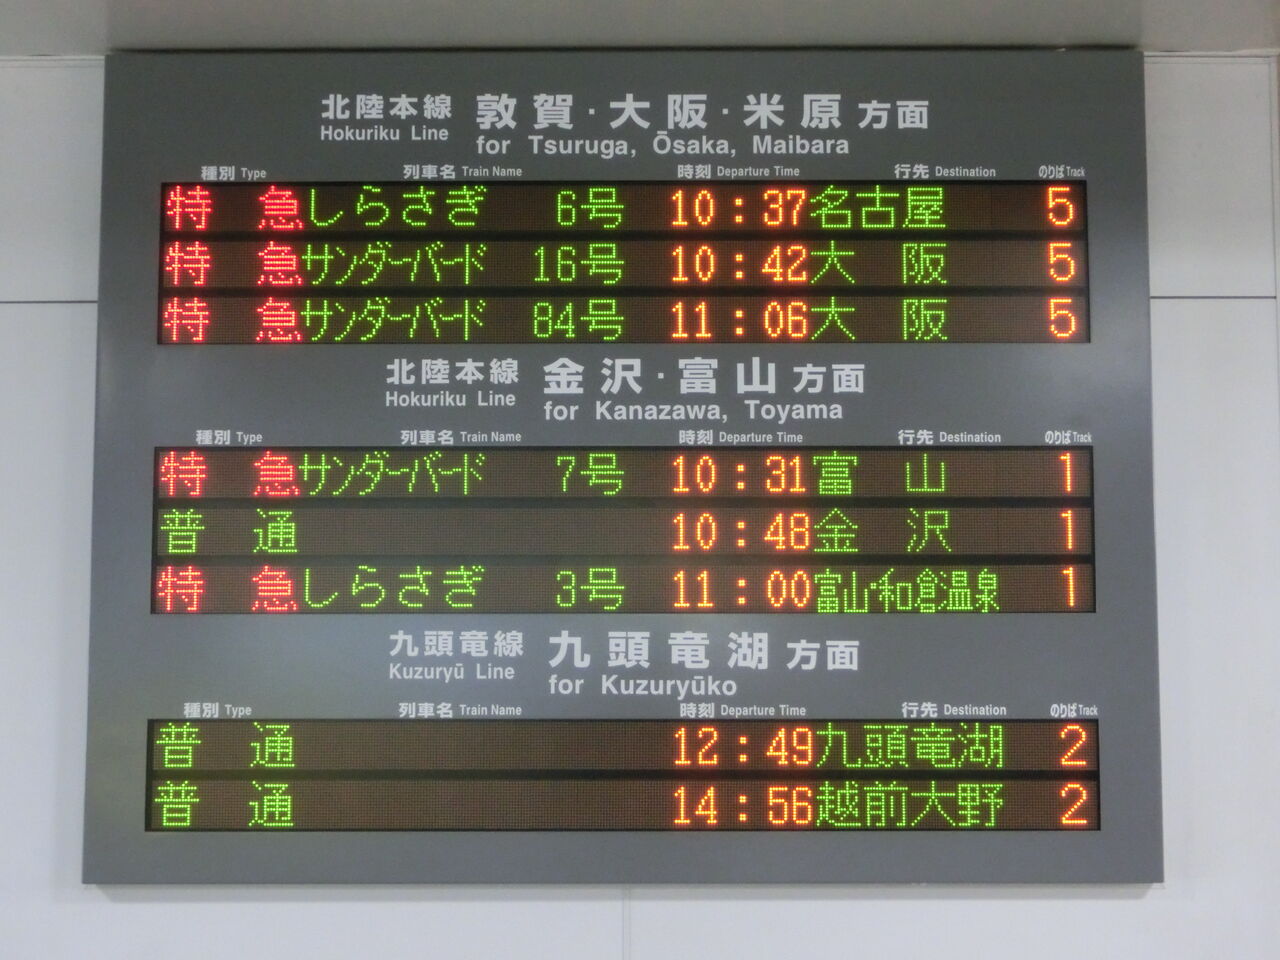 北陸本線 敦賀・大阪・米原 方面
Hokuriku Line for Tsuruga, Ōsaka, Maibara
種別 Type 列車名 Train Name 時刻 Departure Time 行先 Destination のりば Track
特急 しらさぎ 6号 10:37 名古屋 5
特急 サンダーバード 16号 10:42 大阪 5
特急 サンダーバード 84号 11:06 大阪 5
北陸本線 金沢・富山 方面
Hokuriku Line for Kanazawa, Toyama
種別 Type 列車名 Train Name 時刻 Departure Time 行先 Destination のりば Track
特急 サンダーバード 7号 10:31 富山 1
普通 10:48 金沢 1
特急 しらさぎ 3号 11:00 富山・和倉温泉 1
九頭竜線 九頭竜湖 方面
Kuzuryū Line for Kuzuryūko
種別 Type 列車名 Train Name 時刻 Departure Time 行先 Destination のりば Track
普通 12:49 九頭竜湖 2
普通 14:56 越前大野 2